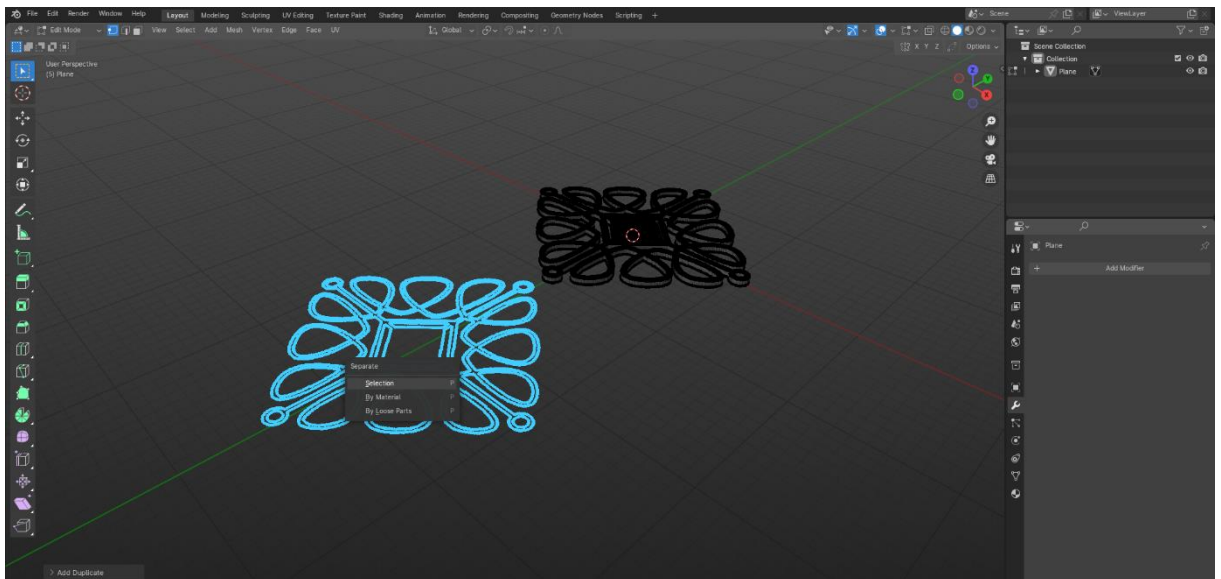 File Edit Render Window Help Layout Modeling Sculpting UV Editing Texture Paint Shading Animation Rendering Compositing Geometry Nodes Scripting + Scene ViewLayer
Edit Mode View Select Add Mesh Vertex Edge Face UV Global
X Y Z Options
User Perspective
(5) Plane
Z
Y
X
Scene Collection
Collection
Plane
Plane
+ Add Modifier
Separate
Selection P
By Material P
By Loose Parts P
> Add Duplicate